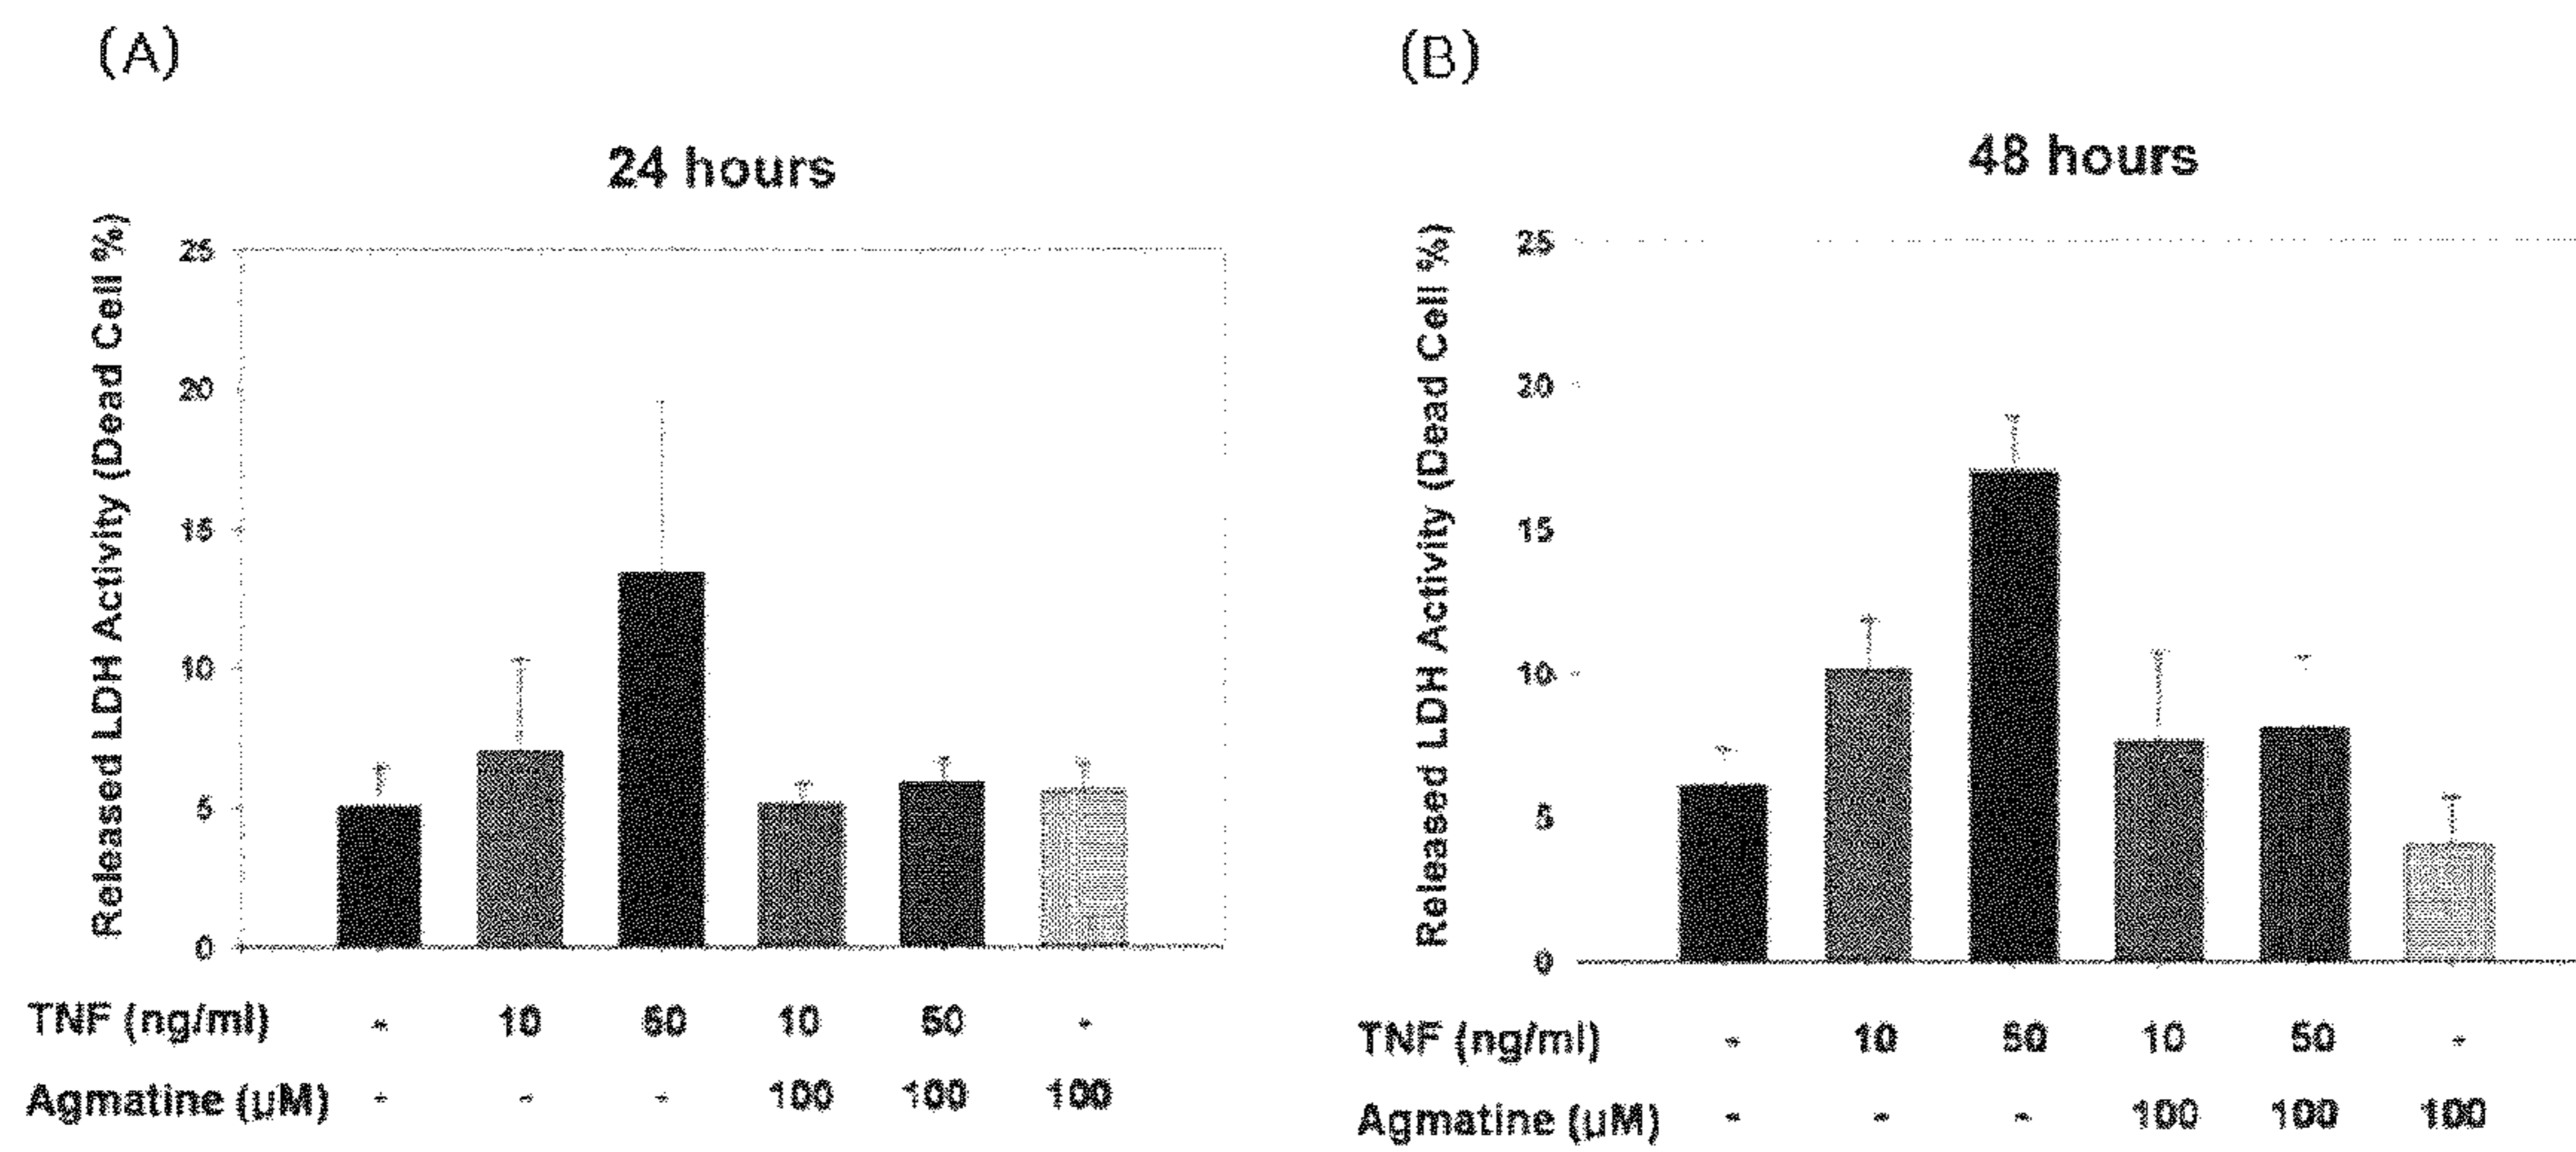 (A)
24 hours
Released LDH Activity (Dead Cell %)
25
20
15
10
5
0
TNF (ng/ml) - 10 50 10 50 -
Agmatine (μM) - - - 100 100 100
(B)
48 hours
Released LDH Activity (Dead Cell %)
25
20
15
10
5
0
TNF (ng/ml) - 10 50 10 50 -
Agmatine (μM) - - - 100 100 100